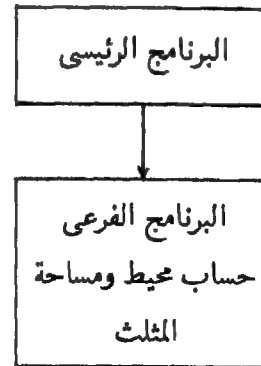 البرنامج الرئيسى
البرنامج الفرعى
حساب محيط ومساحة
المثلث